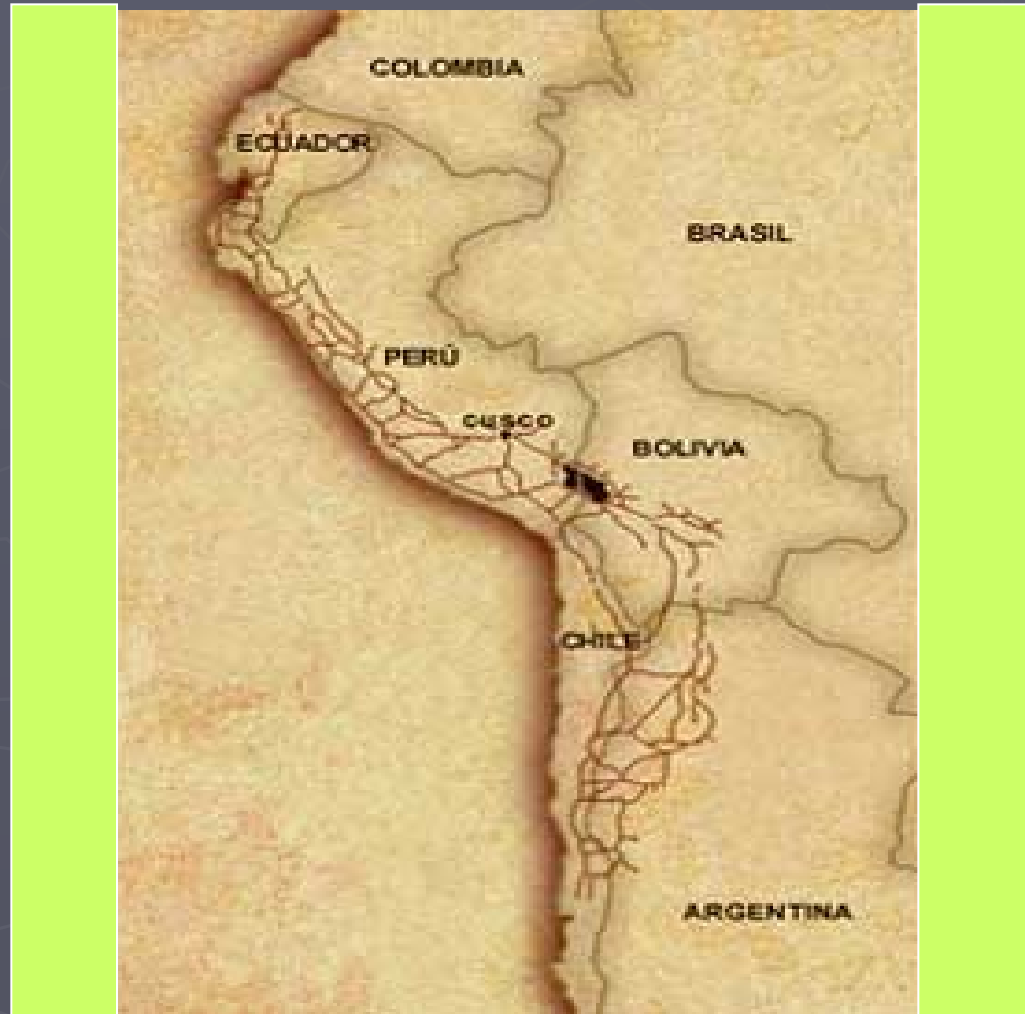 COLOMBIA
ECUADOR
BRASIL
PERÚ
CUSCO
BOLIVIA
CHILE
ARGENTINA